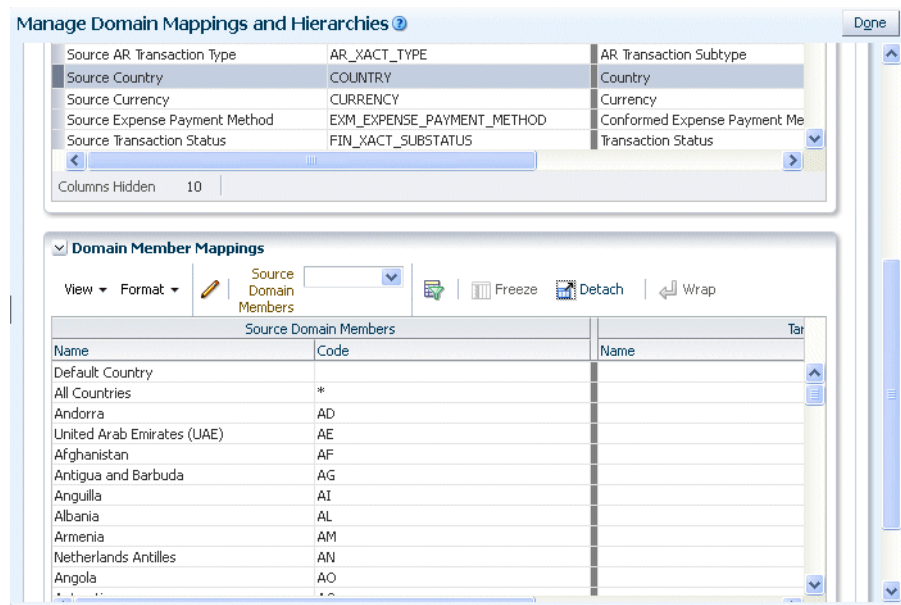 Manage Domain Mappings and Hierarchies
Done
Source AR Transaction Type AR_XACT_TYPE AR Transaction Subtype
Source Country COUNTRY Country
Source Currency CURRENCY Currency
Source Expense Payment Method EXM_EXPENSE_PAYMENT_METHOD Conformed Expense Payment Me
Source Transaction Status FIN_XACT_SUBSTATUS Transaction Status
Columns Hidden 10
Domain Member Mappings
View Format Source Domain Members Freeze Detach Wrap
Source Domain Members Tar
Name Code Name
Default Country
All Countries *
Andorra AD
United Arab Emirates (UAE) AE
Afghanistan AF
Antigua and Barbuda AG
Anguilla AI
Albania AL
Armenia AM
Netherlands Antilles AN
Angola AO